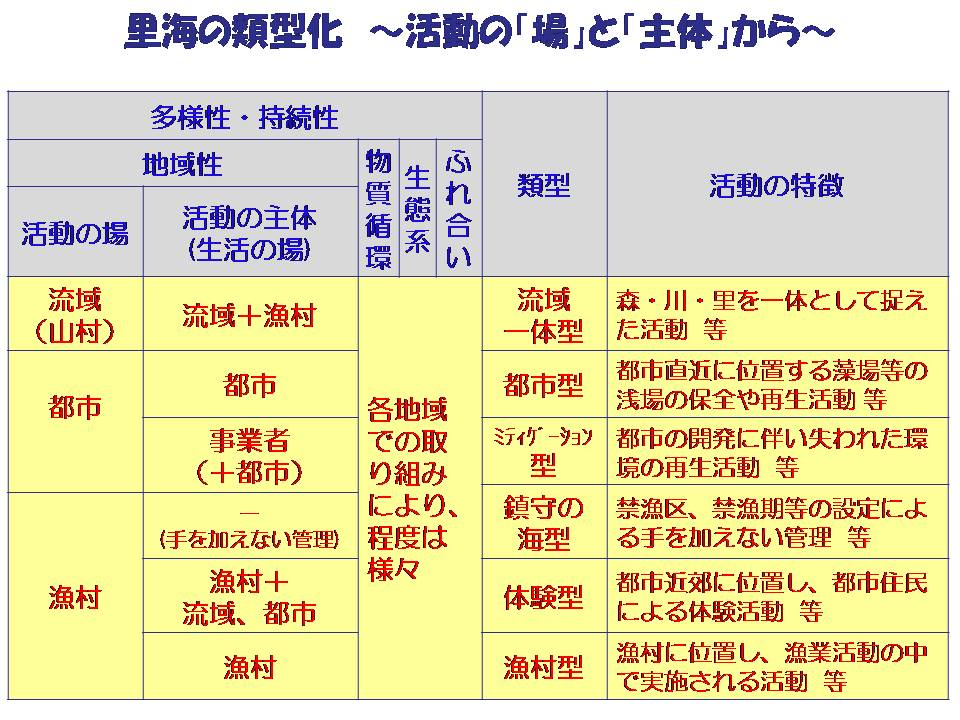 里海の類型化　～活動の「場」と「主体」から～
多様性・持続性
地域性
物質循環
生態系
ふれ合い
類型
活動の特徴
活動の場
活動の主体
(生活の場)
流域
（山村）
流域＋漁村
流域
一体型
森・川・里を一体として捉え
た活動　等
都市
都市
都市型
都市直近に位置する藻場等の
浅場の保全や再生活動 等
事業者
（＋都市）
ﾐﾃｨｹﾞｰｼｮﾝ
型
都市の開発に伴い失われた環
境の再生活動　等
各地域
での取
り組み
により、
程度は
様々
漁村
－
(手を加えない管理)
鎮守の
海型
禁漁区、禁漁期等の設定によ
る手を加えない管理　等
漁村＋
流域、都市
体験型
都市近郊に位置し、都市住民
による体験活動　等
漁村
漁村型
漁村に位置し、漁業活動の中
で実施される活動　等